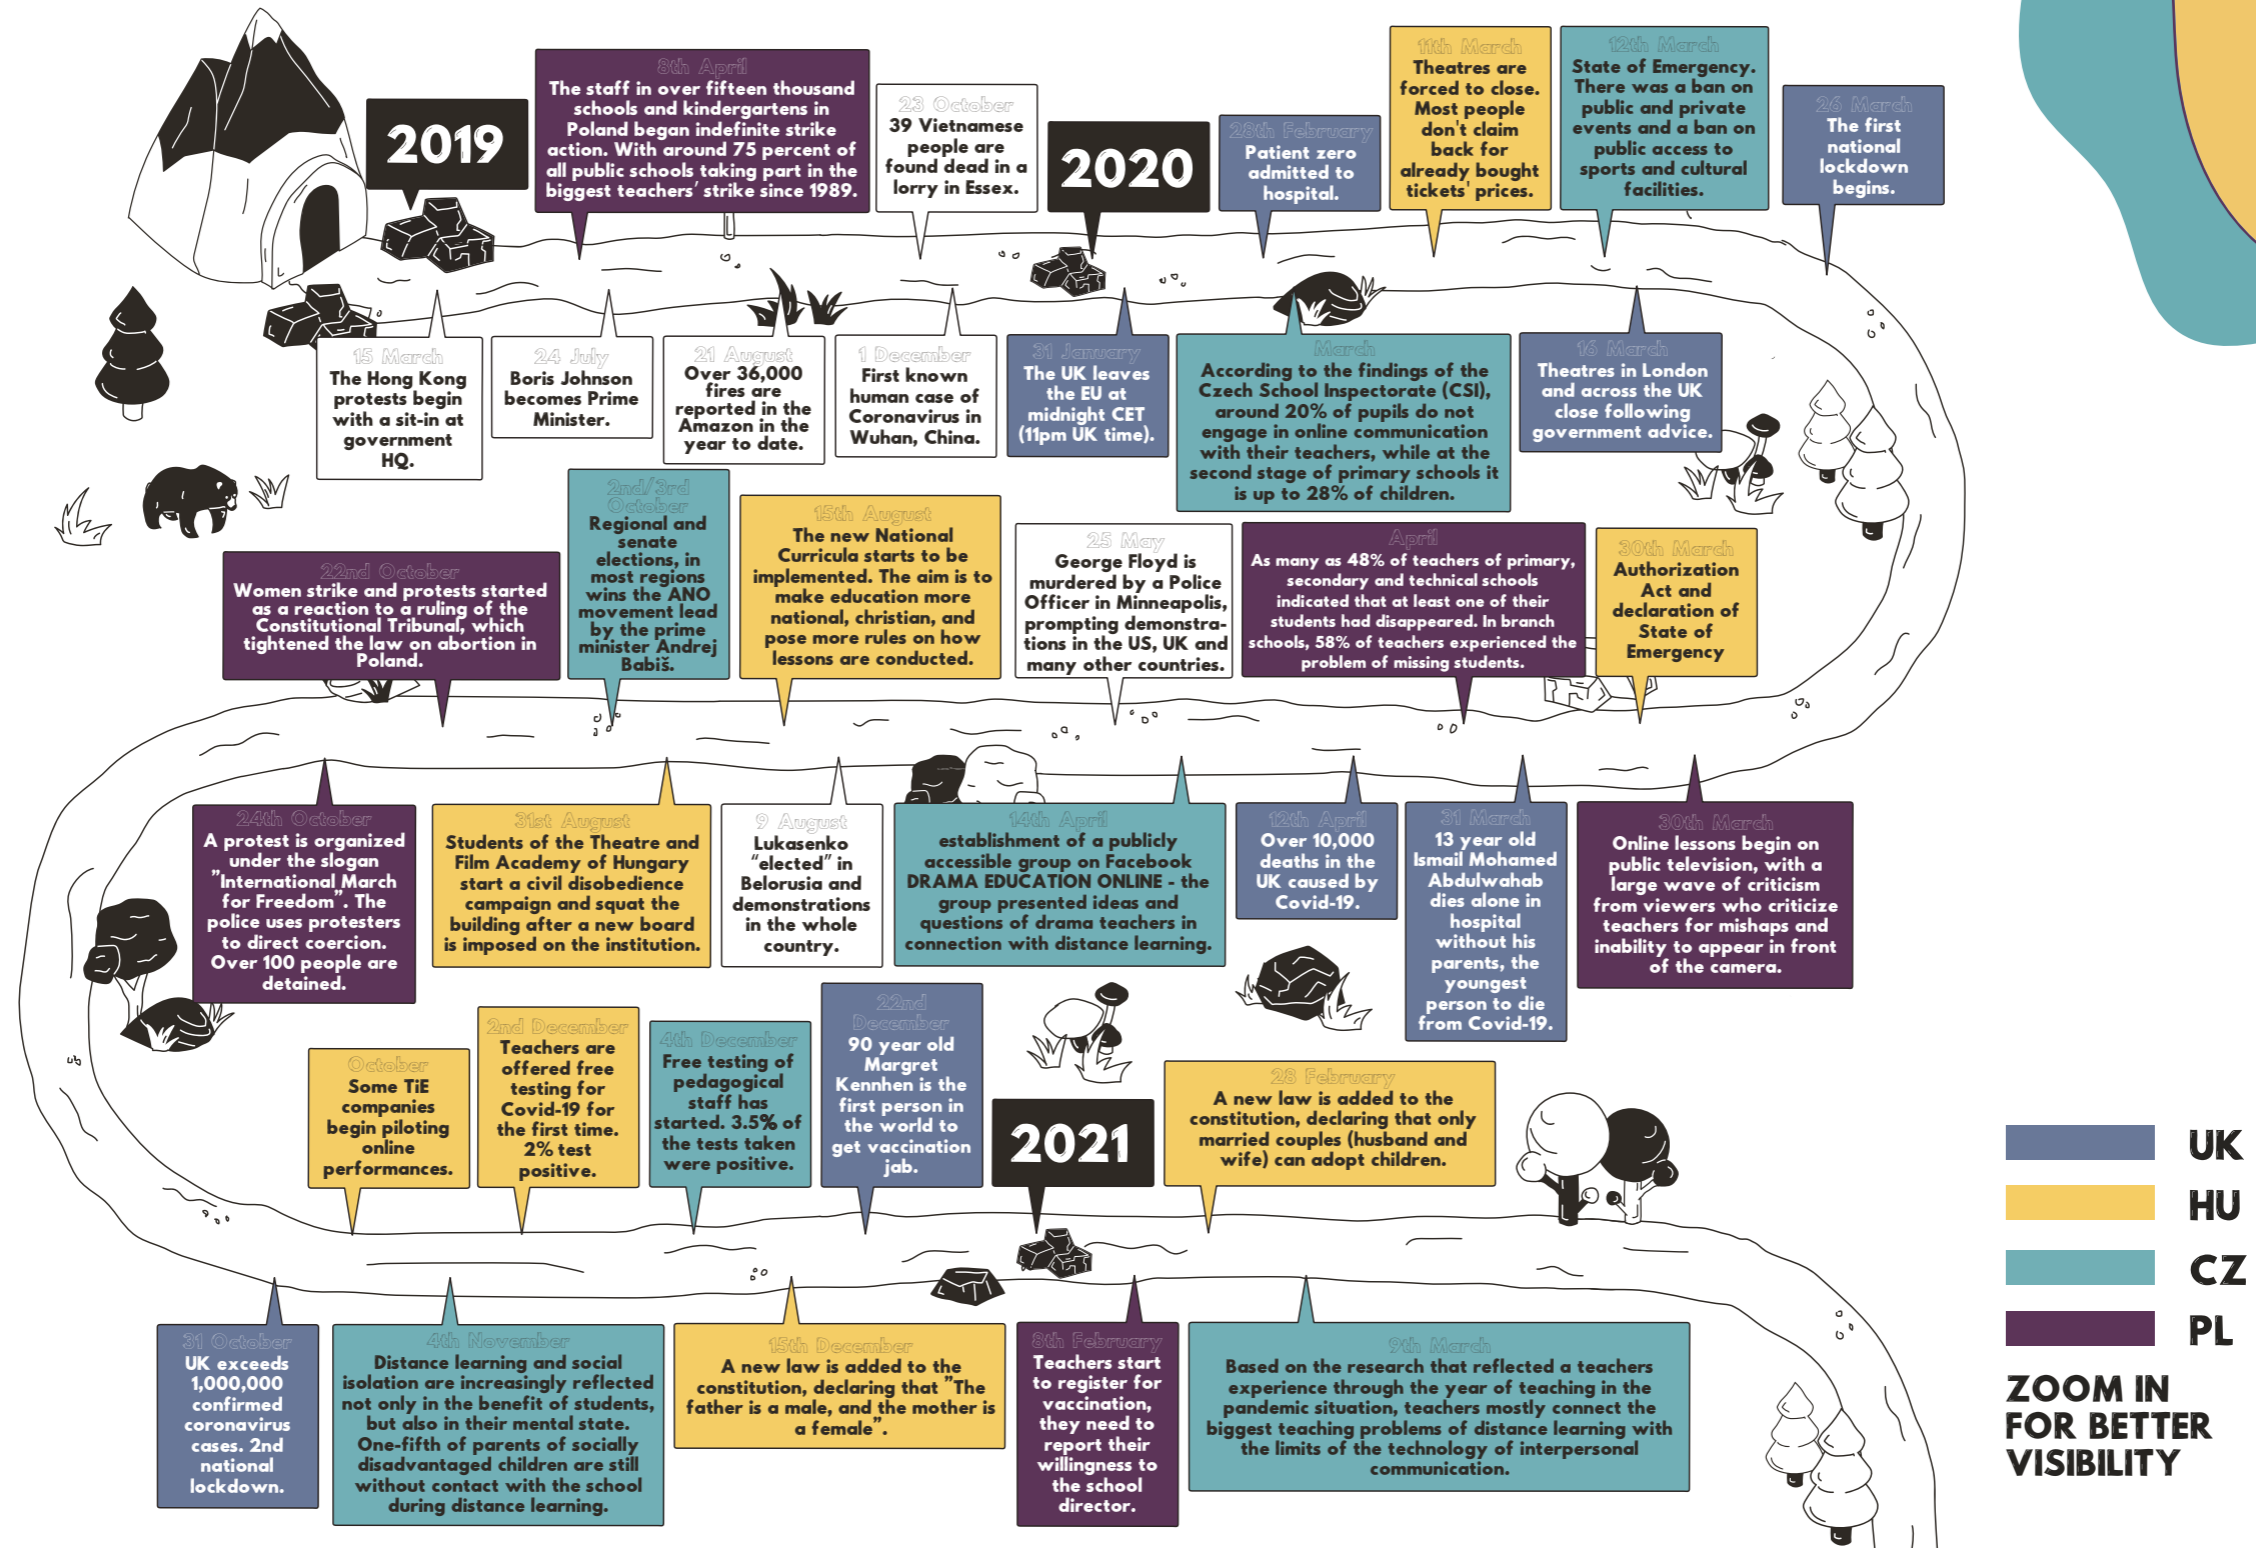 2019
8th April
The staff in over fifteen thousand
schools and kindergartens in
Poland began indefinite strike
action. With around 75 percent of
all public schools taking part in the
biggest teachers' strike since 1989.
23 October
39 Vietnamese
people are
found dead in a
lorry in Essex.
2020
28th February
Patient zero
admitted to
hospital.
11th March
Theatres are
forced to close.
Most people
don't claim
back for
already bought
tickets' prices.
12th March
State of Emergency.
There was a ban on
public and private
events and a ban on
public access to
sports and cultural
facilities.
26 March
The first
national
lockdown
begins.
15 March
The Hong Kong
protests begin
with a sit-in at
government
HQ.
24 July
Boris Johnson
becomes Prime
Minister.
21 August
Over 36,000
fires are
reported in the
Amazon in the
year to date.
1 December
First known
human case of
Coronavirus in
Wuhan, China.
31 January
The UK leaves
the EU at
midnight CET
(11pm UK time).
March
According to the findings of the
Czech School Inspectorate (CSI),
around 20% of pupils do not
engage in online communication
with their teachers, while at the
second stage of primary schools it
is up to 28% of children.
16 March
Theatres in London
and across the UK
close following
government advice.
22nd October
Women strike and protests started
as a reaction to a ruling of the
Constitutional Tribunal, which
tightened the law on abortion in
Poland.
2nd/3rd
October
Regional and
senate
elections, in
most regions
wins the ANO
movement lead
by the prime
minister Andrej
Babiš.
15th August
The new National
Curricula starts to be
implemented. The aim is to
make education more
national, christian, and
pose more rules on how
lessons are conducted.
25 May
George Floyd is
murdered by a Police
Officer in Minneapolis,
prompting demonstra-
tions in the US, UK and
many other countries.
April
As many as 48% of teachers of primary,
secondary and technical schools
indicated that at least one of their
students had disappeared. In branch
schools, 58% of teachers experienced the
problem of missing students.
30th March
Authorization
Act and
declaration of
State of
Emergency
24th October
A protest is organized
under the slogan
"International March
for Freedom". The
police uses protesters
to direct coercion.
Over 100 people are
detained.
31st August
Students of the Theatre and
Film Academy of Hungary
start a civil disobedience
campaign and squat the
building after a new board
is imposed on the institution.
9 August
Lukasenko
"elected" in
Belorusia and
demonstrations
in the whole
country.
14th April
establishment of a publicly
accessible group on Facebook
DRAMA EDUCATION ONLINE - the
group presented ideas and
questions of drama teachers in
connection with distance learning.
12th April
Over 10,000
deaths in the
UK caused by
Covid-19.
31 March
13 year old
Ismail Mohamed
Abdulwahab
dies alone in
hospital
without his
parents, the
youngest
person to die
from Covid-19.
30th March
Online lessons begin on
public television, with a
large wave of criticism
from viewers who criticize
teachers for mishaps and
inability to appear in front
of the camera.
October
Some TiE
companies
begin piloting
online
performances.
2nd December
Teachers are
offered free
testing for
Covid-19 for
the first time.
2% test
positive.
4th December
Free testing of
pedagogical
staff has
started. 3.5% of
the tests taken
were positive.
22nd
December
90 year old
Margret
Kennhen is the
first person in
the world to
get vaccination
jab.
2021
28 February
A new law is added to the
constitution, declaring that only
married couples (husband and
wife) can adopt children.
31 October
UK exceeds
1,000,000
confirmed
coronavirus
cases. 2nd
national
lockdown.
4th November
Distance learning and social
isolation are increasingly reflected
not only in the benefit of students,
but also in their mental state.
One-fifth of parents of socially
disadvantaged children are still
without contact with the school
during distance learning.
15th December
A new law is added to the
constitution, declaring that "The
father is a male, and the mother is
a female".
8th February
Teachers start
to register for
vaccination,
they need to
report their
willingness to
the school
director.
9th March
Based on the research that reflected a teachers
experience through the year of teaching in the
pandemic situation, teachers mostly connect the
biggest teaching problems of distance learning with
the limits of the technology of interpersonal
communication.
UK
HU
CZ
PL
ZOOM IN
FOR BETTER
VISIBILITY